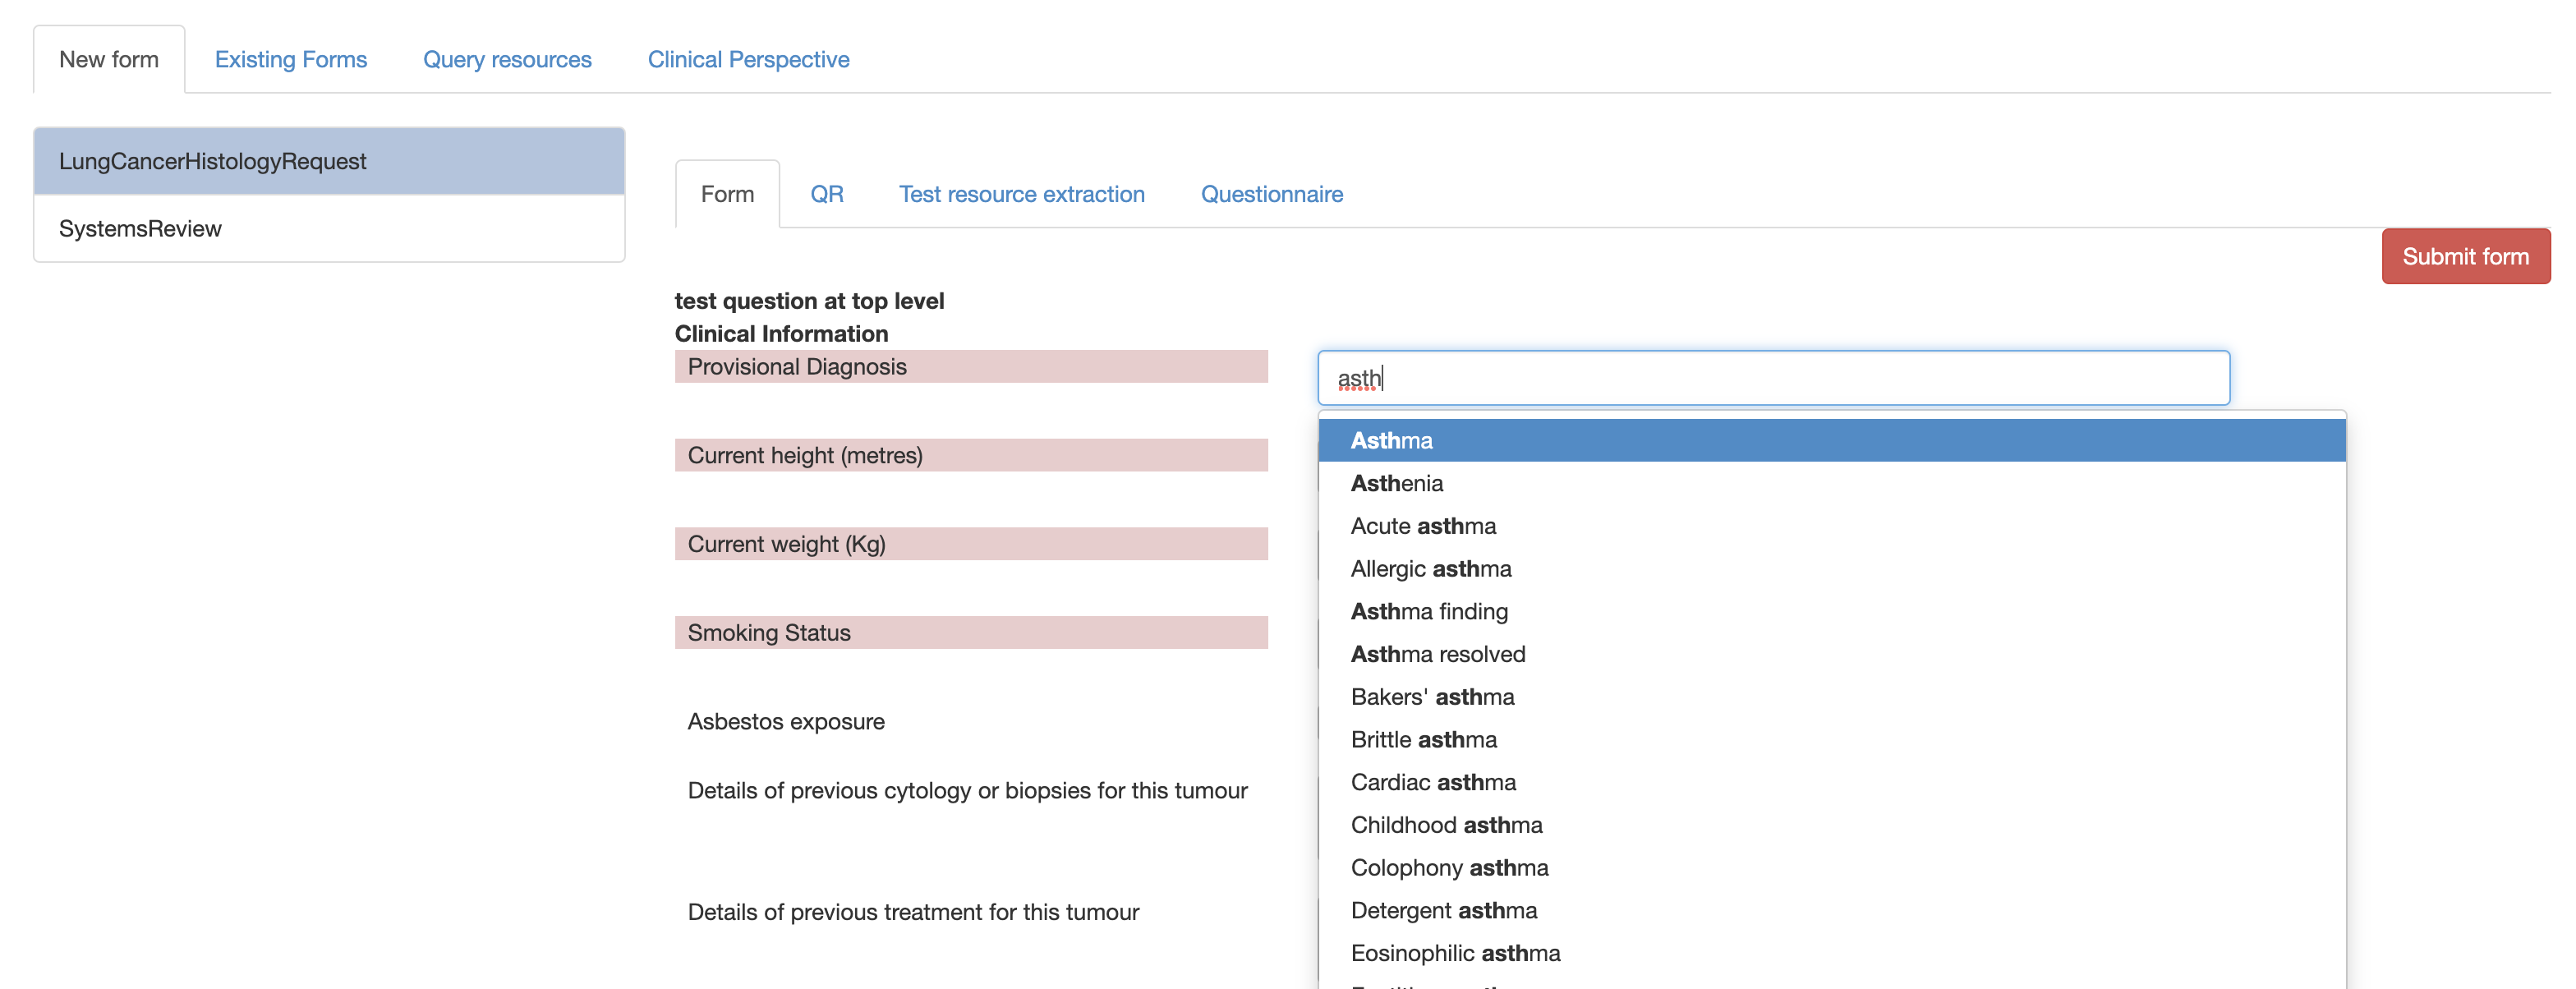 New form Existing Forms Query resources Clinical Perspective
LungCancerHistologyRequest
SystemsReview
Form QR Test resource extraction Questionnaire
Submit form
test question at top level
Clinical Information
Provisional Diagnosis
asth
Current height (metres)
Current weight (Kg)
Smoking Status
Asbestos exposure
Details of previous cytology or biopsies for this tumour
Details of previous treatment for this tumour
Asthma
Asthenia
Acute asthma
Allergic asthma
Asthma finding
Asthma resolved
Bakers' asthma
Brittle asthma
Cardiac asthma
Childhood asthma
Colophony asthma
Detergent asthma
Eosinophilic asthma